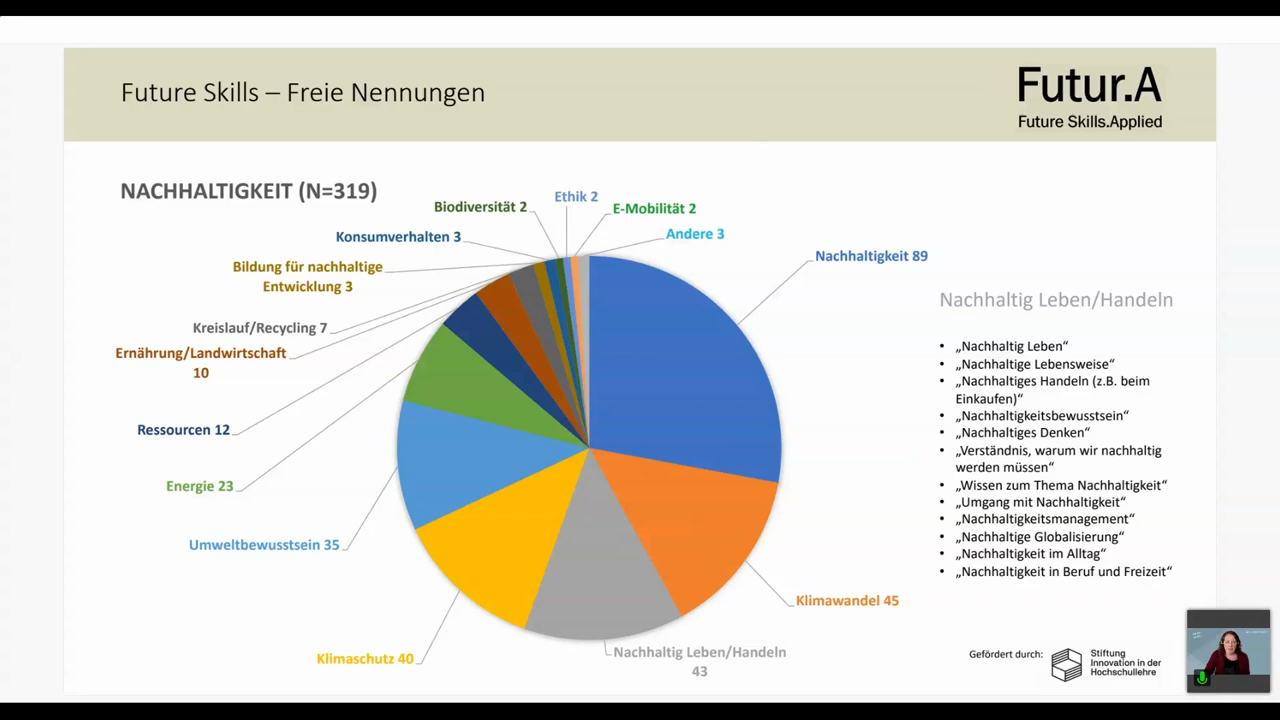 Future Skills – Freie Nennungen
Futur.A
Future Skills.Applied
NACHHALTIGKEIT (N=319)
Ethik 2
Biodiversität 2
E-Mobilität 2
Konsumverhalten 3
Andere 3
Nachhaltigkeit 89
Bildung für nachhaltige
Entwicklung 3
Kreislauf/Recycling 7
Ernährung/Landwirtschaft
10
Ressourcen 12
Energie 23
Umweltbewusstsein 35
Klimaschutz 40
Nachhaltig Leben/Handeln
43
Klimawandel 45
Nachhaltig Leben/Handeln
• „Nachhaltig Leben“
• „Nachhaltige Lebensweise“
• „Nachhaltiges Handeln (z.B. beim
Einkaufen)“
• „Nachhaltigkeitsbewusstsein“
• „Nachhaltiges Denken“
• „Verständnis, warum wir nachhaltig
werden müssen“
• „Wissen zum Thema Nachhaltigkeit“
• „Umgang mit Nachhaltigkeit“
• „Nachhaltigkeitsmanagement“
• „Nachhaltige Globalisierung“
• „Nachhaltigkeit im Alltag“
• „Nachhaltigkeit in Beruf und Freizeit“
Gefördert durch:
Stiftung
Innovation in der
Hochschullehre